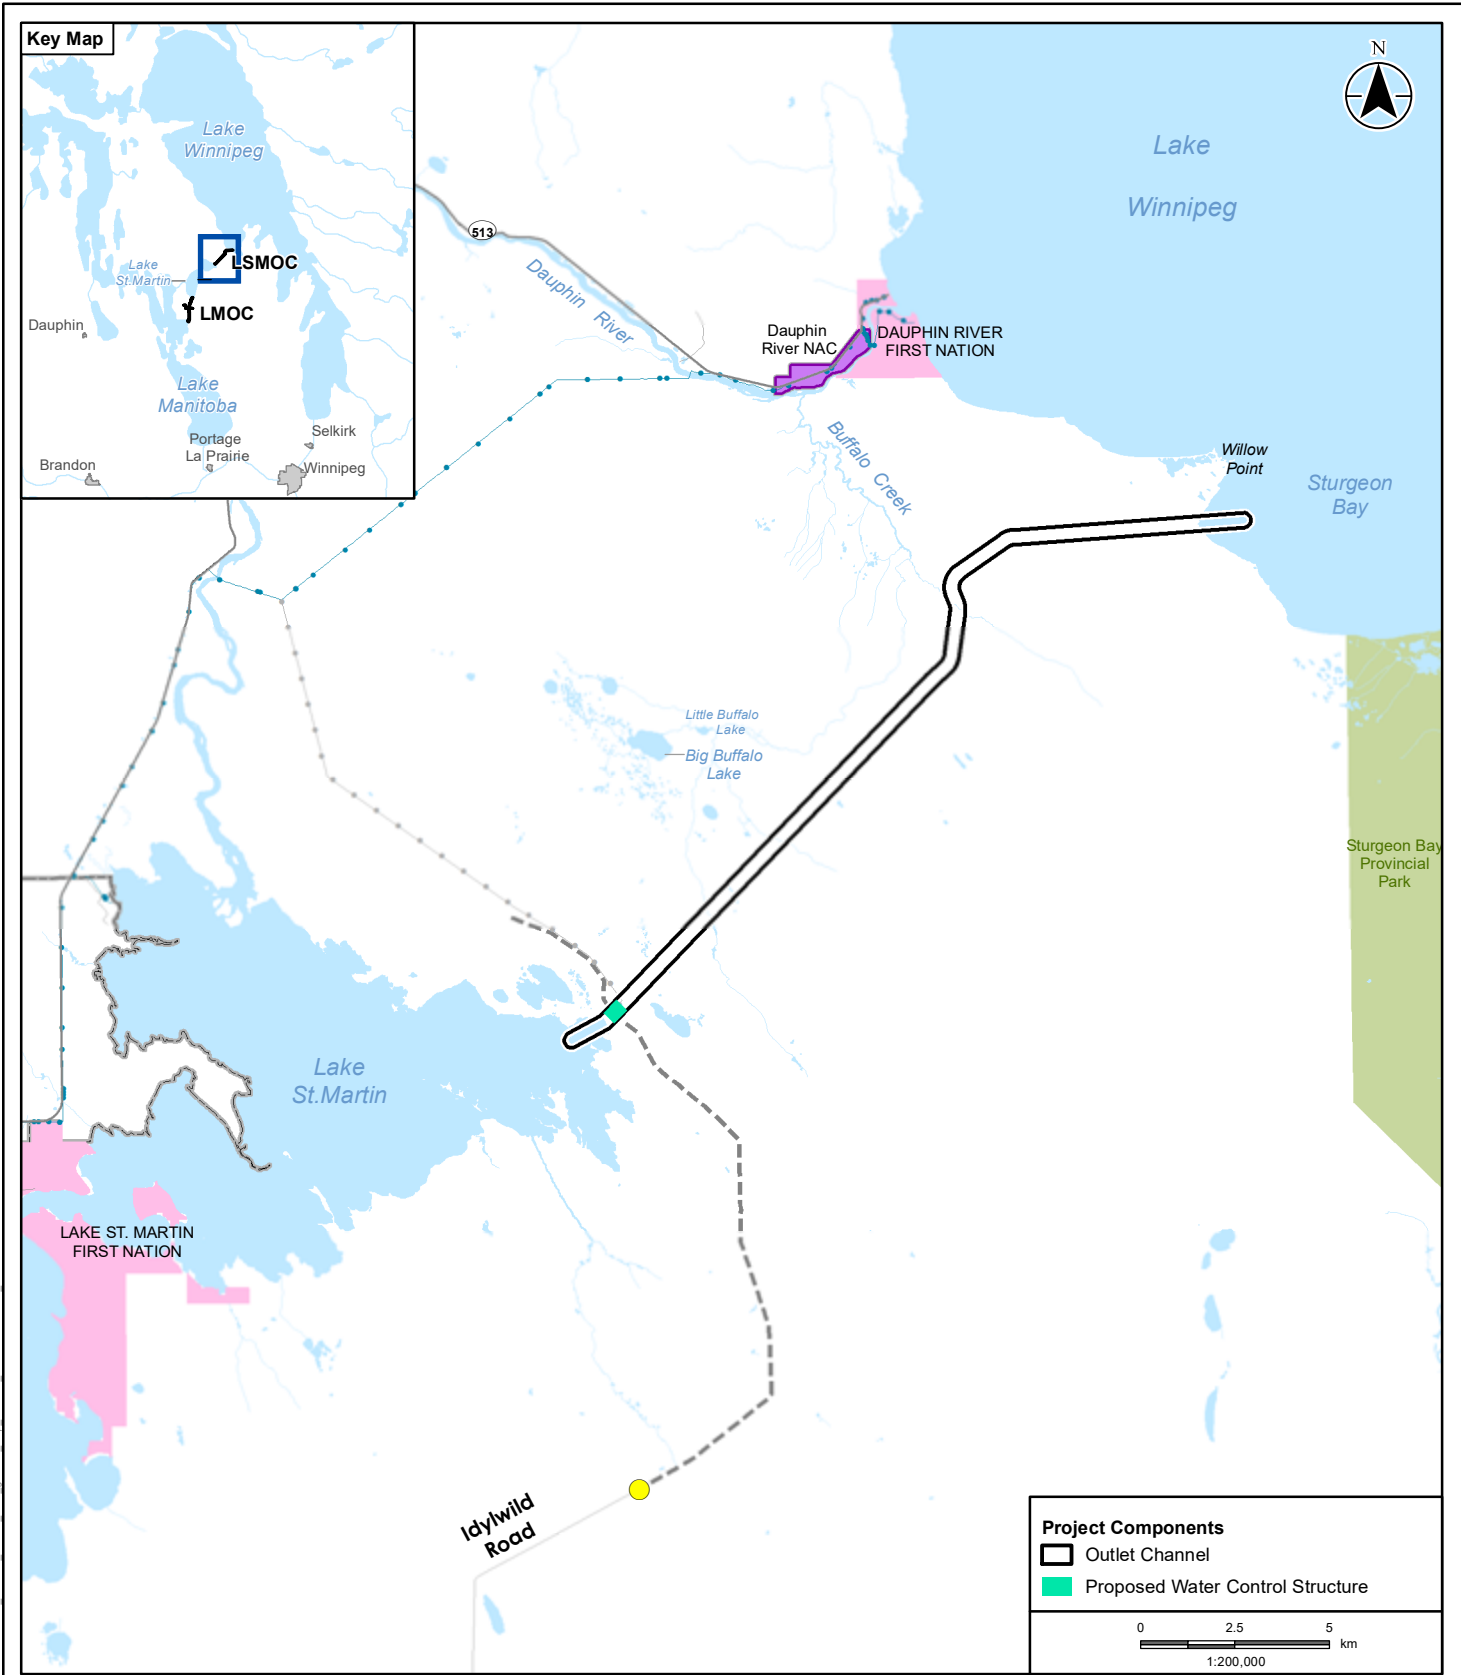 Key Map
Lake
Winnipeg
LSMOC
Lake
St.Martin
LMOC
Dauphin
Lake
Manitoba
Portage
La Prairie
Selkirk
Brandon
Winnipeg
N
Lake
Winnipeg
513
Dauphin River
Dauphin
River NAC
DAUPHIN RIVER
FIRST NATION
Buffalo Creek
Willow
Point
Sturgeon
Bay
Little Buffalo
Lake
Big Buffalo
Lake
Sturgeon Bay
Provincial
Park
Lake
St.Martin
LAKE ST. MARTIN
FIRST NATION
Idylwild
Road
Project Components
Outlet Channel
Proposed Water Control Structure
0 2.5 5
km
1:200,000